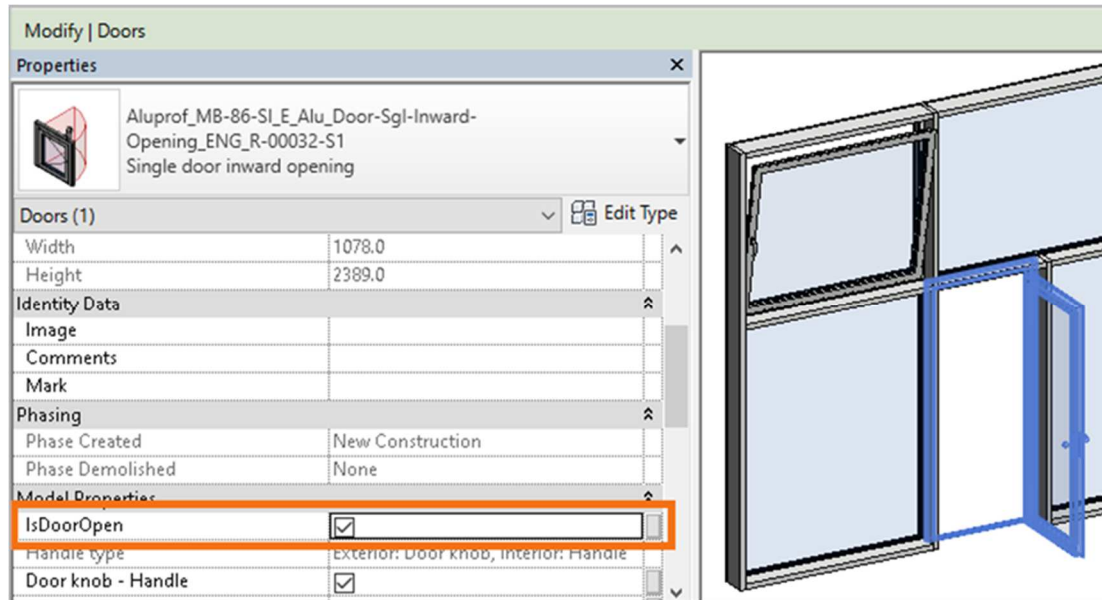 Modify | Doors
Properties
Aluprof_MB-86-SI_E_Alu_Door-Sgl-Inward-
Opening_ENG_R-00032-S1
Single door inward opening
Doors (1)
Edit Type
Width 1078.0
Height 2389.0
Identity Data
Image
Comments
Mark
Phasing
Phase Created New Construction
Phase Demolished None
Model Properties
IsDoorOpen
Handle type Exterior: Door knob, Interior: Handle
Door knob - Handle